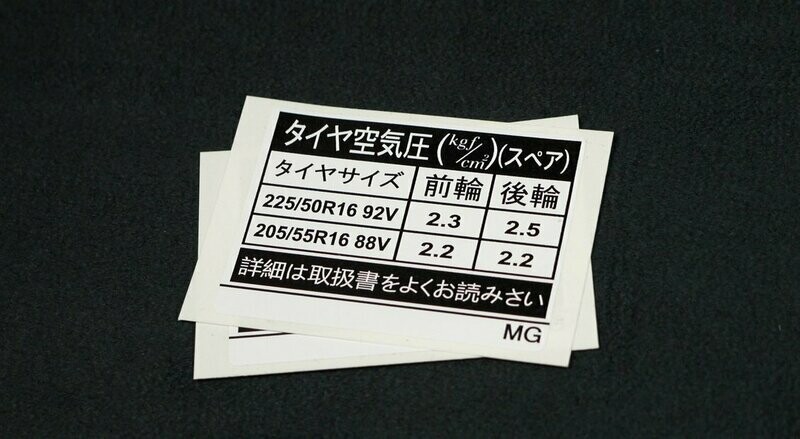 タイヤ空気圧(kgf/cm²)(スペア)
タイヤサイズ 前輪 後輪
225/50R16 92V 2.3 2.5
205/55R16 88V 2.2 2.2
詳細は取扱書をよくお読みさい
MG